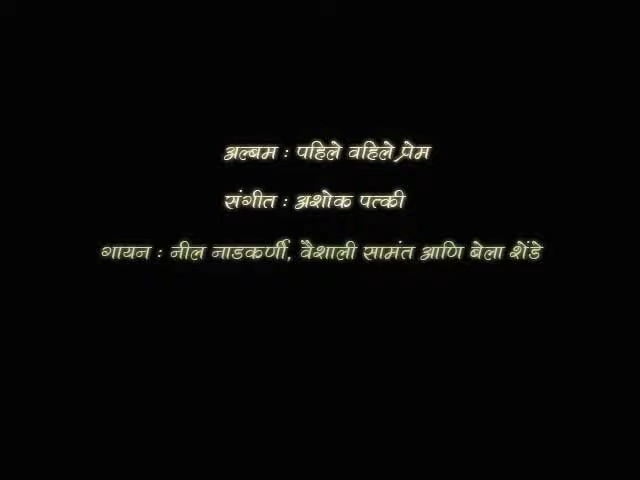 अल्बम : पहिले वहिले प्रेम
संगीत : अशोक पत्की
गायन : नील नाडकर्णी, वैशाली सामंत आणि बेला शेंडे